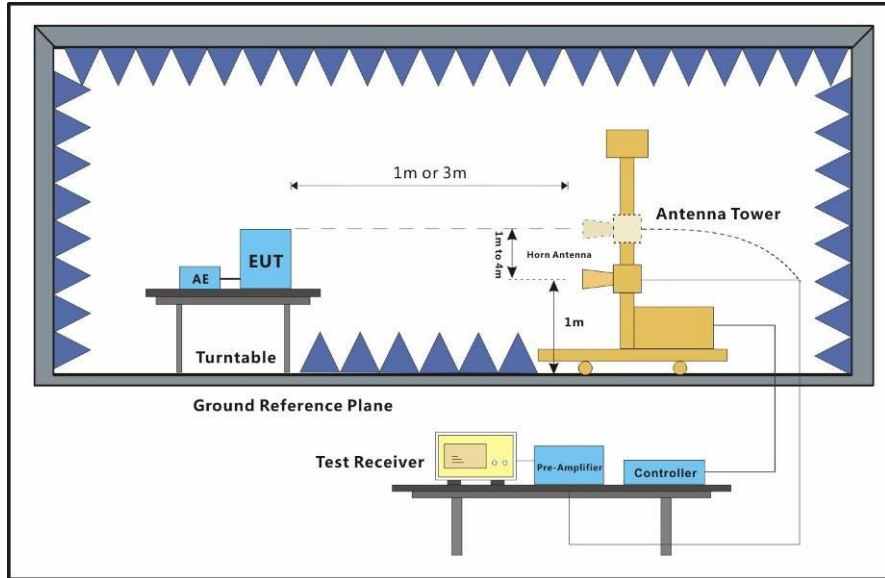 1m or 3m
Antenna Tower
1m to 4m
Horn Antenna
EUT
AE
1m
Turntable
Ground Reference Plane
Test Receiver
Pre-Amplifier
Controller